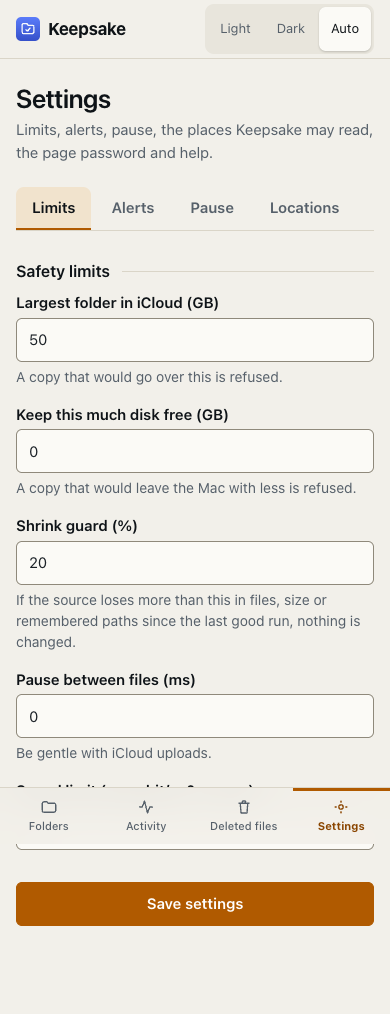 Keepsake
Light
Dark
Auto
Settings
Limits, alerts, pause, the places Keepsake may read,
the page password and help.
Limits
Alerts
Pause
Locations
Safety limits
Largest folder in iCloud (GB)
50
A copy that would go over this is refused.
Keep this much disk free (GB)
0
A copy that would leave the Mac with less is refused.
Shrink guard (%)
20
If the source loses more than this in files, size or
remembered paths since the last good run, nothing is
changed.
Pause between files (ms)
0
Be gentle with iCloud uploads.
Folders
Activity
Deleted files
Settings
Save settings